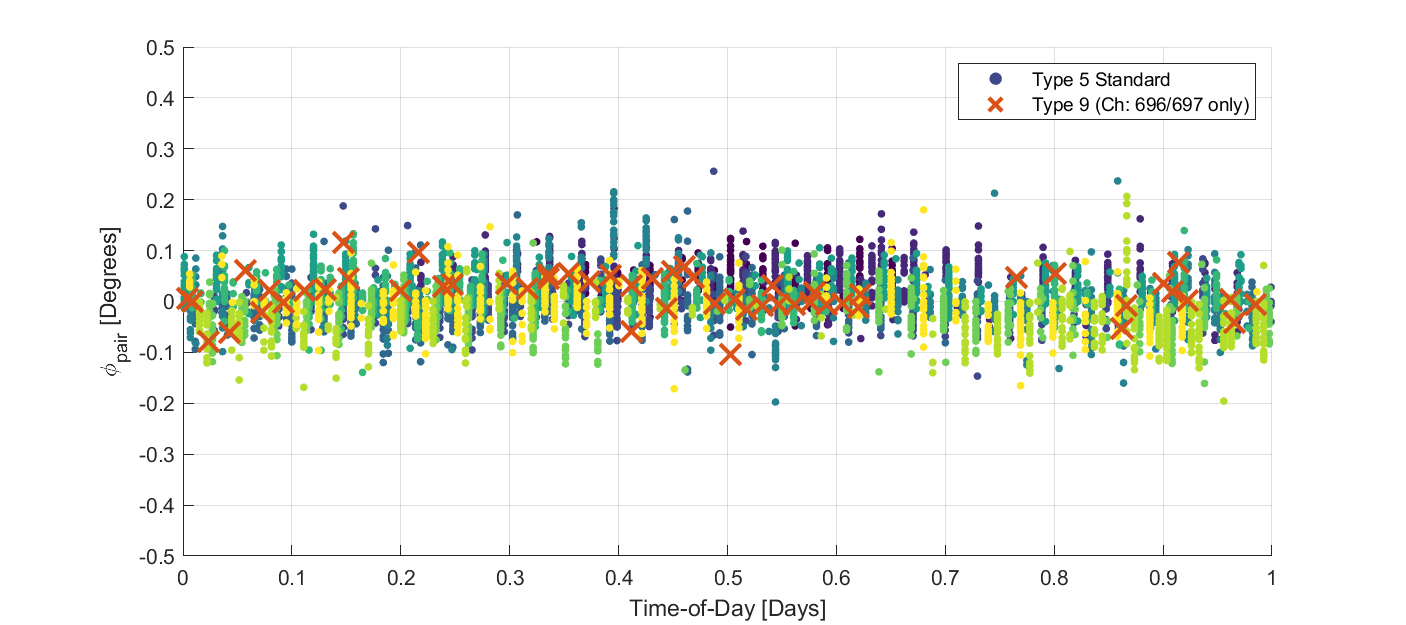 0.5
0.4
0.3
0.2
0.1
0
-0.1
-0.2
-0.3
-0.4
-0.5
ϕpair [Degrees]
Type 5 Standard
Type 9 (Ch: 696/697 only)
0 0.1 0.2 0.3 0.4 0.5 0.6 0.7 0.8 0.9 1
Time-of-Day [Days]